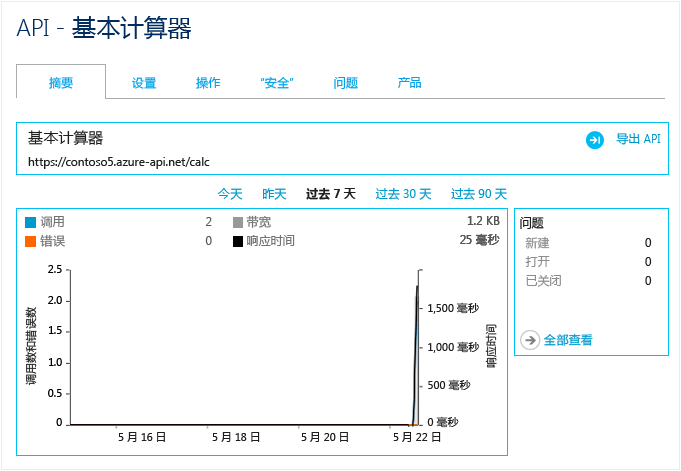 API - 基本计算器
摘要 设置 操作 “安全” 问题 产品
基本计算器 导出 API
https://contoso5.azure-api.net/calc
今天 昨天 过去 7 天 过去 30 天 过去 90 天
调用 2 带宽 1.2 KB
错误 0 响应时间 25 毫秒
问题
新建 0
打开 0
已关闭 0
全部查看
调用数和错误数
2.5
2.0
1.5
1.0
0.5
0
1,500 毫秒
1,000 毫秒
500 毫秒
0 毫秒
响应时间
5 月 16 日 5 月 18 日 5 月 20 日 5 月 22 日